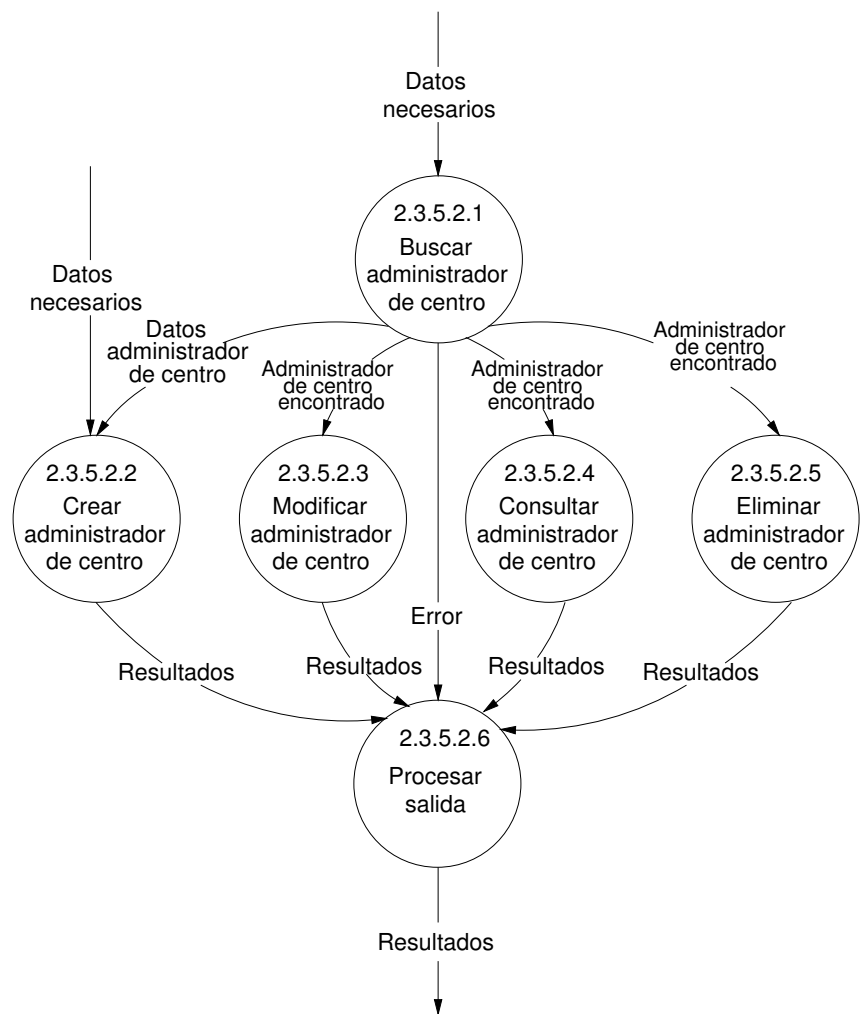 Datos
necesarios
2.3.5.2.1
Buscar
administrador
de centro
Datos
necesarios
Datos
administrador
de centro
Administrador
de centro
encontrado
Administrador
de centro
encontrado
Administrador
de centro
encontrado
2.3.5.2.2
Crear
administrador
de centro
2.3.5.2.3
Modificar
administrador
de centro
2.3.5.2.4
Consultar
administrador
de centro
2.3.5.2.5
Eliminar
administrador
de centro
Error
Resultados
Resultados
Resultados
Resultados
2.3.5.2.6
Procesar
salida
Resultados